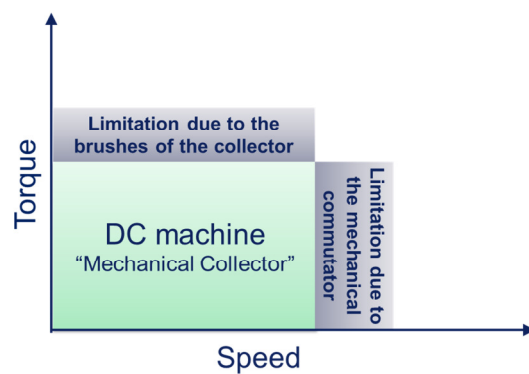 Torque
Limitation due to the
brushes of the collector
DC machine
“Mechanical Collector”
Limitation due to
the mechanical
commutator
Speed